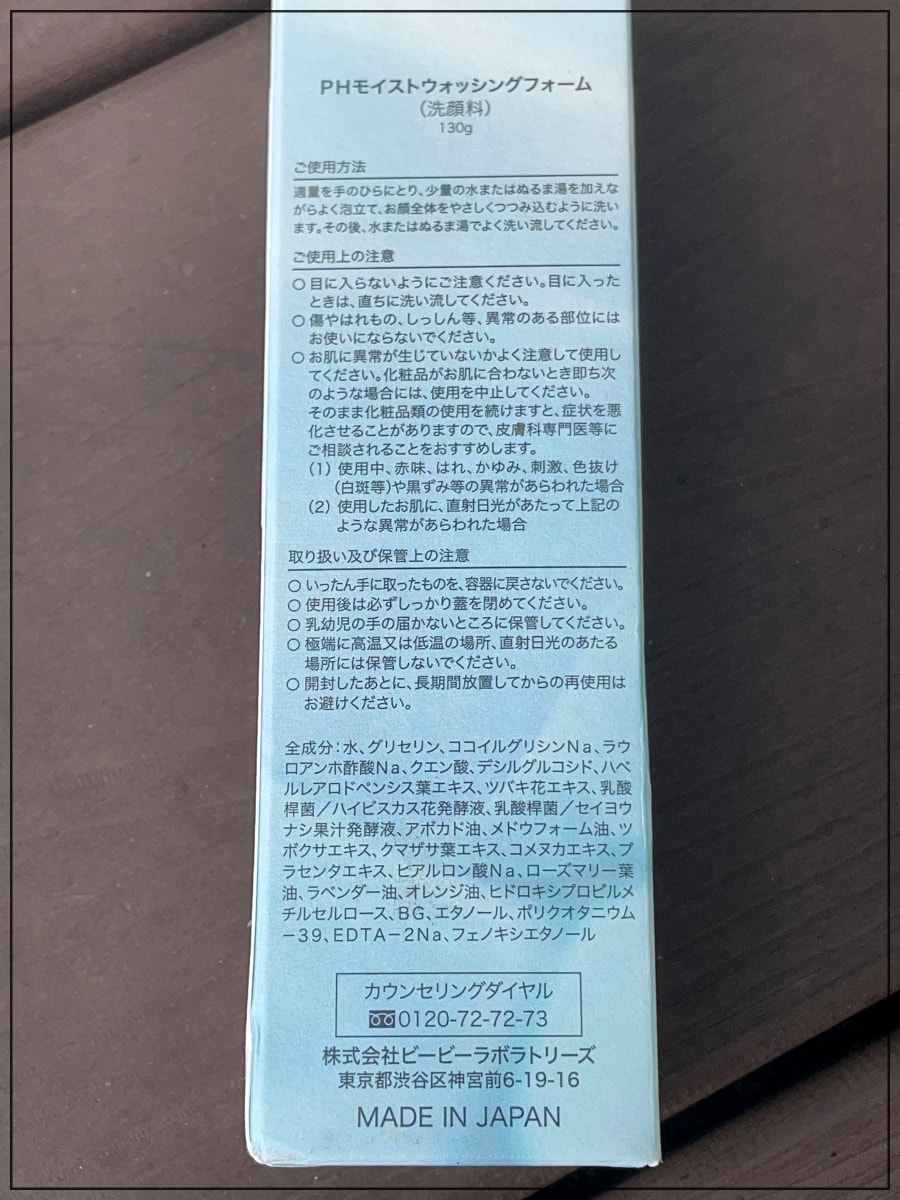 PHモイストウォッシングフォーム
(洗顔料)
130g
ご使用方法
適量を手のひらにとり、少量の水またはぬるま湯を加えな
がらよく泡立て、お顔全体をやさしくつつみ込むように洗い
ます。その後、水またはぬるま湯でよく洗い流してください。
ご使用上の注意
○ 目に入らないようにご注意ください。目に入った
ときは、直ちに洗い流してください。
○ 傷やはれもの、しっしん等、異常のある部位には
お使いにならないでください。
○ お肌に異常が生じていないかよく注意して使用し
てください。化粧品がお肌に合わないとき即ち次
のような場合には、使用を中止してください。
そのまま化粧品類の使用を続けますと、症状を悪
化させることがありますので、皮膚科専門医等に
ご相談されることをおすすめします。
(1) 使用中、赤味、はれ、かゆみ、刺激、色抜け
(白斑等)や黒ずみ等の異常があらわれた場合
(2) 使用したお肌に、直射日光があたって上記の
ような異常があらわれた場合
取り扱い及び保管上の注意
○ いったん手に取ったものを、容器に戻さないでください。
○ 使用後は必ずしっかり蓋を閉めてください。
○ 乳幼児の手の届かないところに保管してください。
○ 極端に高温又は低温の場所、直射日光のあたる
場所には保管しないでください。
○ 開封したあとに、長期間放置してからの再使用は
お避けください。
全成分：水、グリセリン、ココイルグリシンNa、ラウ
ロアンホ酢酸Na、クエン酸、デシルグルコシド、ハベ
ルレアロドペンシス葉エキス、ツバキ花エキス、乳酸
桿菌／ハイビスカス花発酵液、乳酸桿菌／セイヨウ
ナシ果汁発酵液、アボカド油、メドウフォーム油、ツ
ボクサエキス、クマザサ葉エキス、コメヌカエキス、プ
ラセンタエキス、ヒアルロン酸Na、ローズマリー葉
油、ラベンダー油、オレンジ油、ヒドロキシプロピルメ
チルセルロース、BG、エタノール、ポリクオタニウム
－39、EDTA－2Na、フェノキシエタノール
カウンセリングダイヤル
0120-72-72-73
株式会社ビービーラボラトリーズ
東京都渋谷区神宮前6-19-16
MADE IN JAPAN